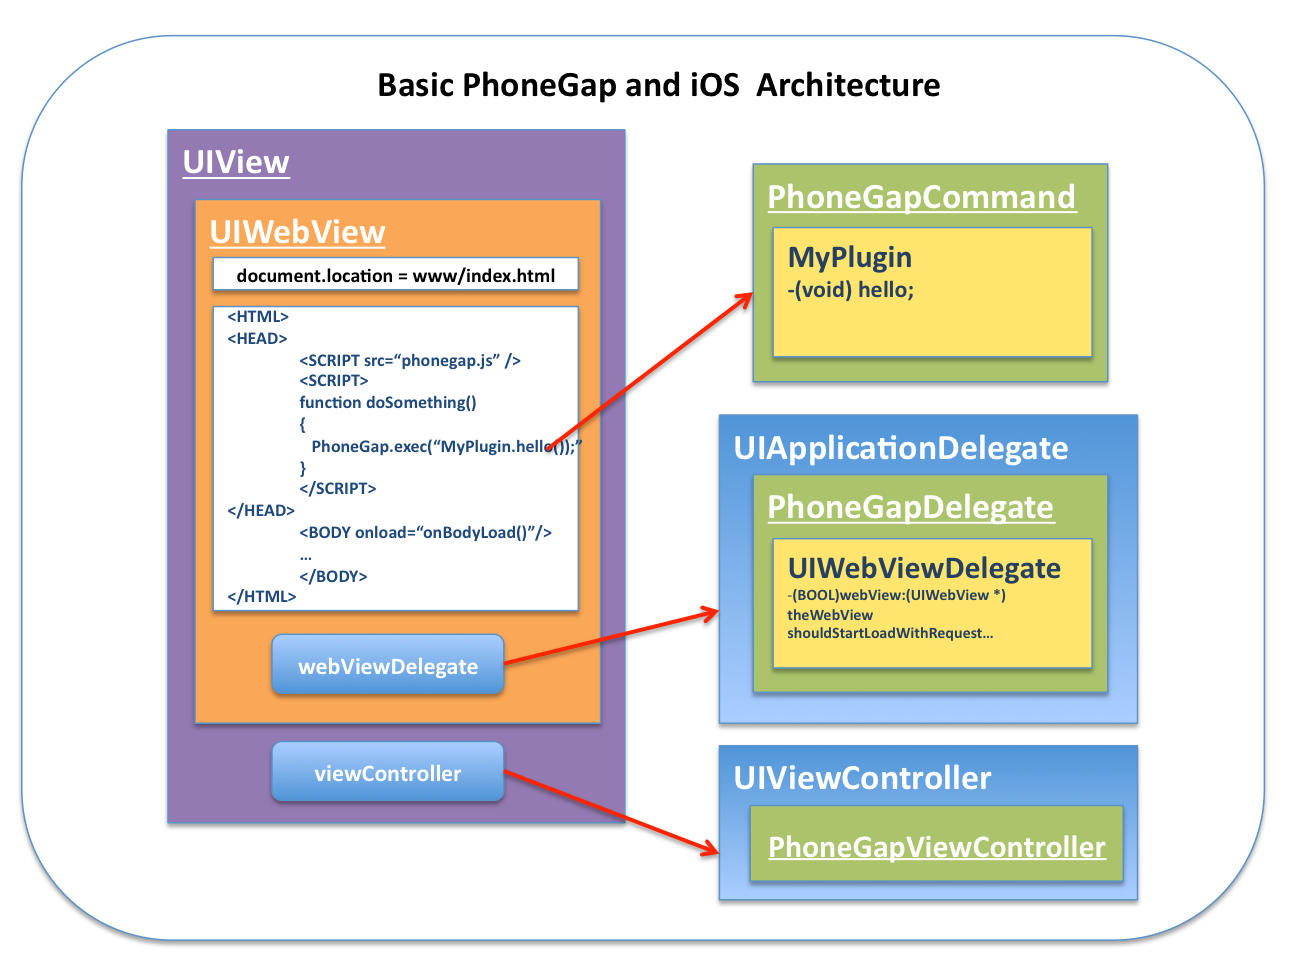 Basic PhoneGap and iOS  Architecture
UIView
UIWebView
document.location = www/index.html
<HTML>
<HEAD>
<SCRIPT src=“phonegap.js” />
<SCRIPT>
function doSomething()
{
PhoneGap.exec(“MyPlugin.hello());”
}
</SCRIPT>
</HEAD>
<BODY onload=“onBodyLoad()”/>
...
</BODY>
</HTML>
webViewDelegate
viewController
PhoneGapCommand
MyPlugin
-(void) hello;
UIApplicationDelegate
PhoneGapDelegate
UIWebViewDelegate
-(BOOL)webView:(UIWebView *)
theWebView
shouldStartLoadWithRequest...
UIViewController
PhoneGapViewController